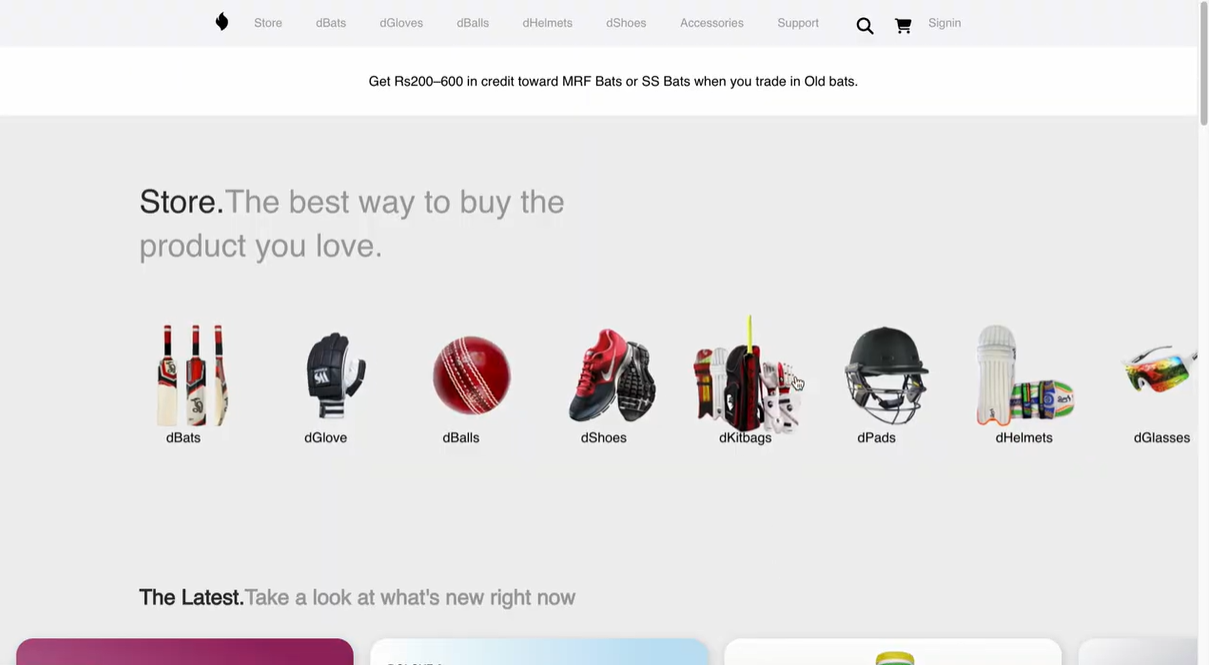 Store dBats dGloves dBalls dHelmets dShoes Accessories Support Signin
Get Rs200–600 in credit toward MRF Bats or SS Bats when you trade in Old bats.
Store.The best way to buy the
product you love.
dBats dGlove dBalls dShoes dKitbags dPads dHelmets dGlasses
The Latest.Take a look at what's new right now